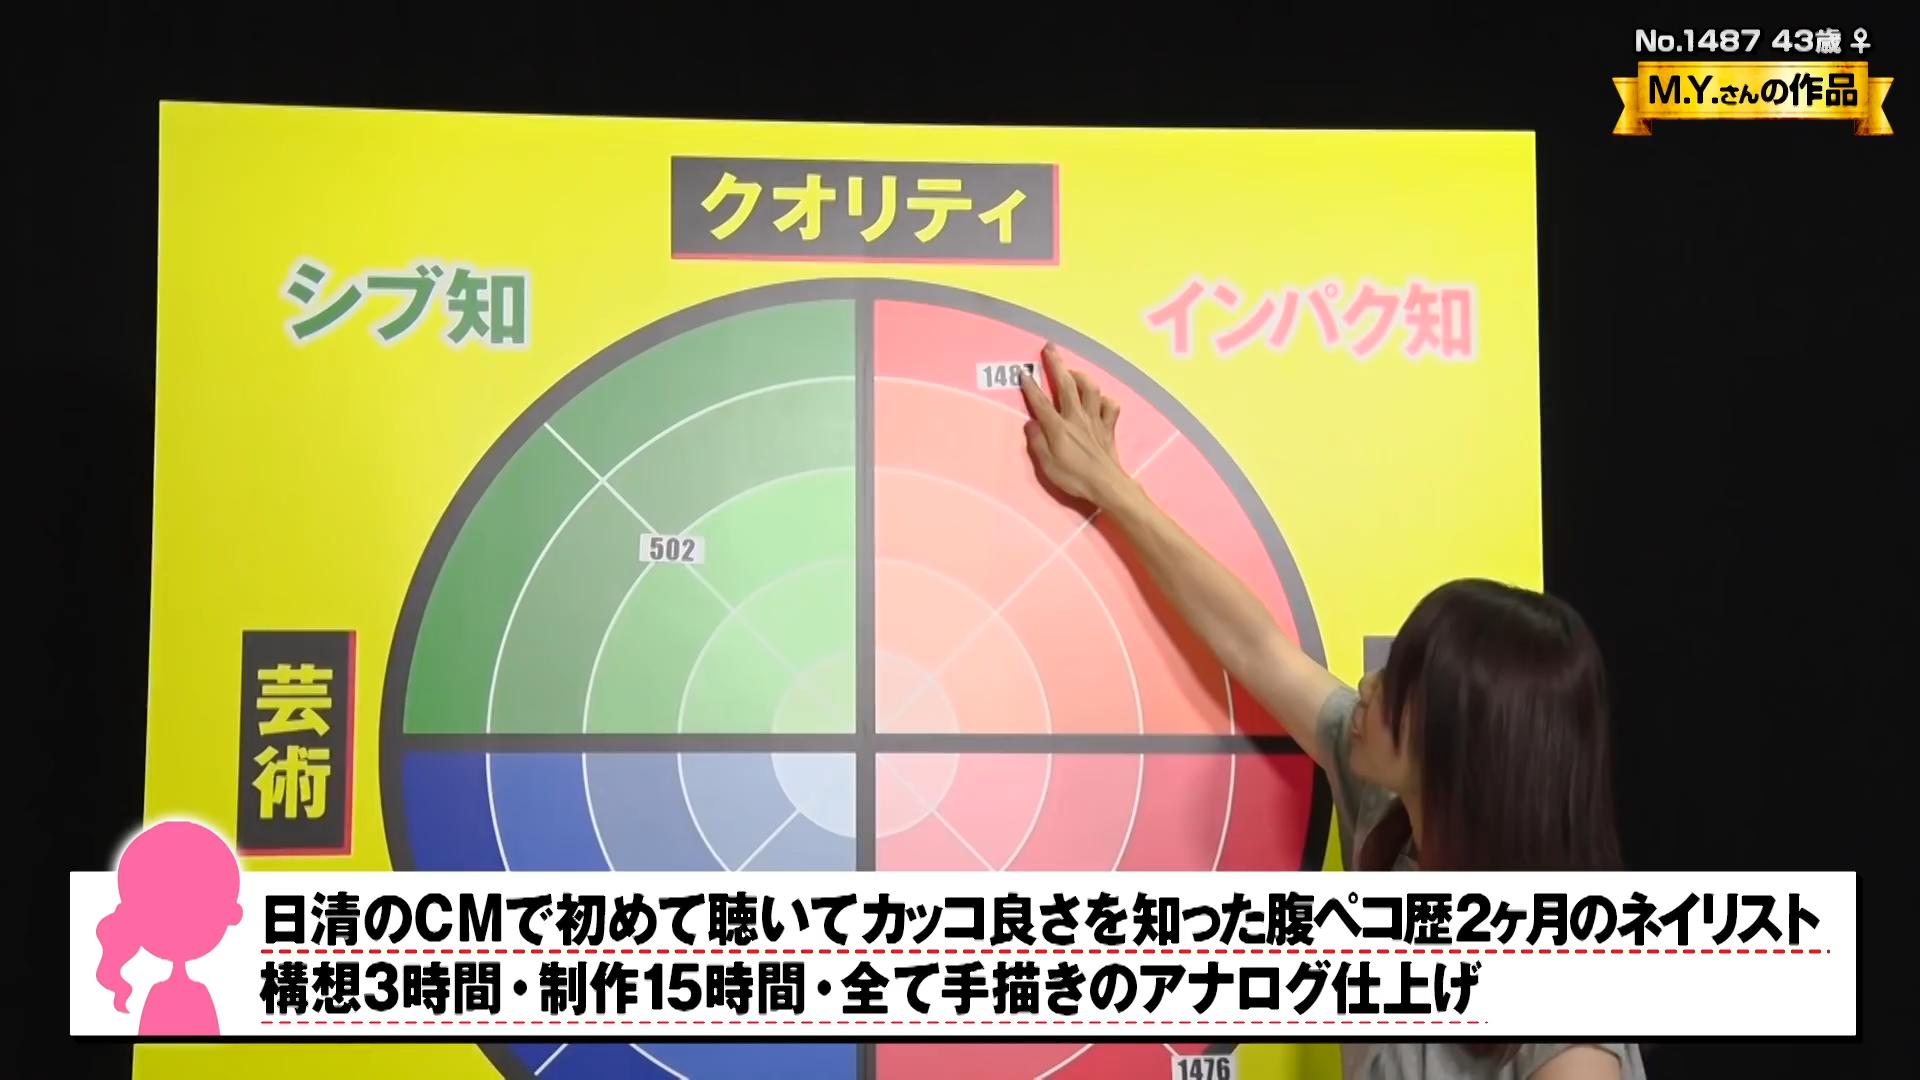 No.1487 43歳♀
M.Y.さんの作品
クオリティ
シブ知
インパク知
1487
502
芸術
日清のCMで初めて聴いてカッコ良さを知った腹ペコ歴2ヶ月のネイリスト
構想3時間・制作15時間・全て手描きのアナログ仕上げ
1476